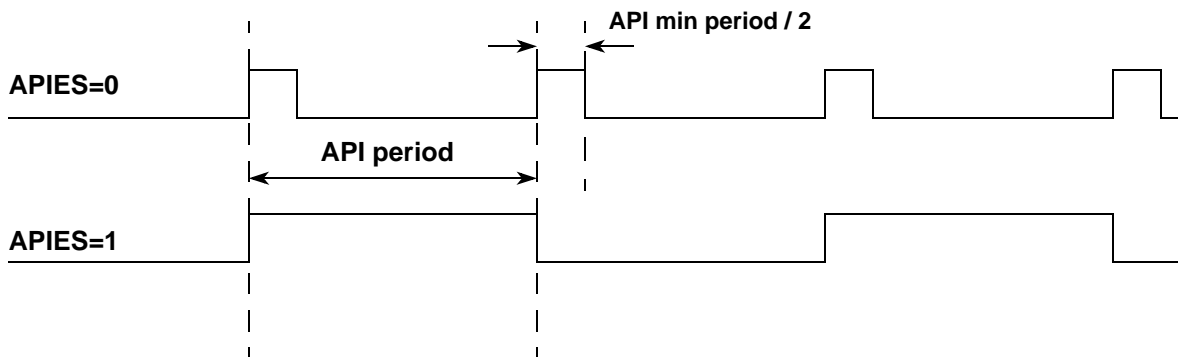 API min period / 2
APIES=0
API period
APIES=1